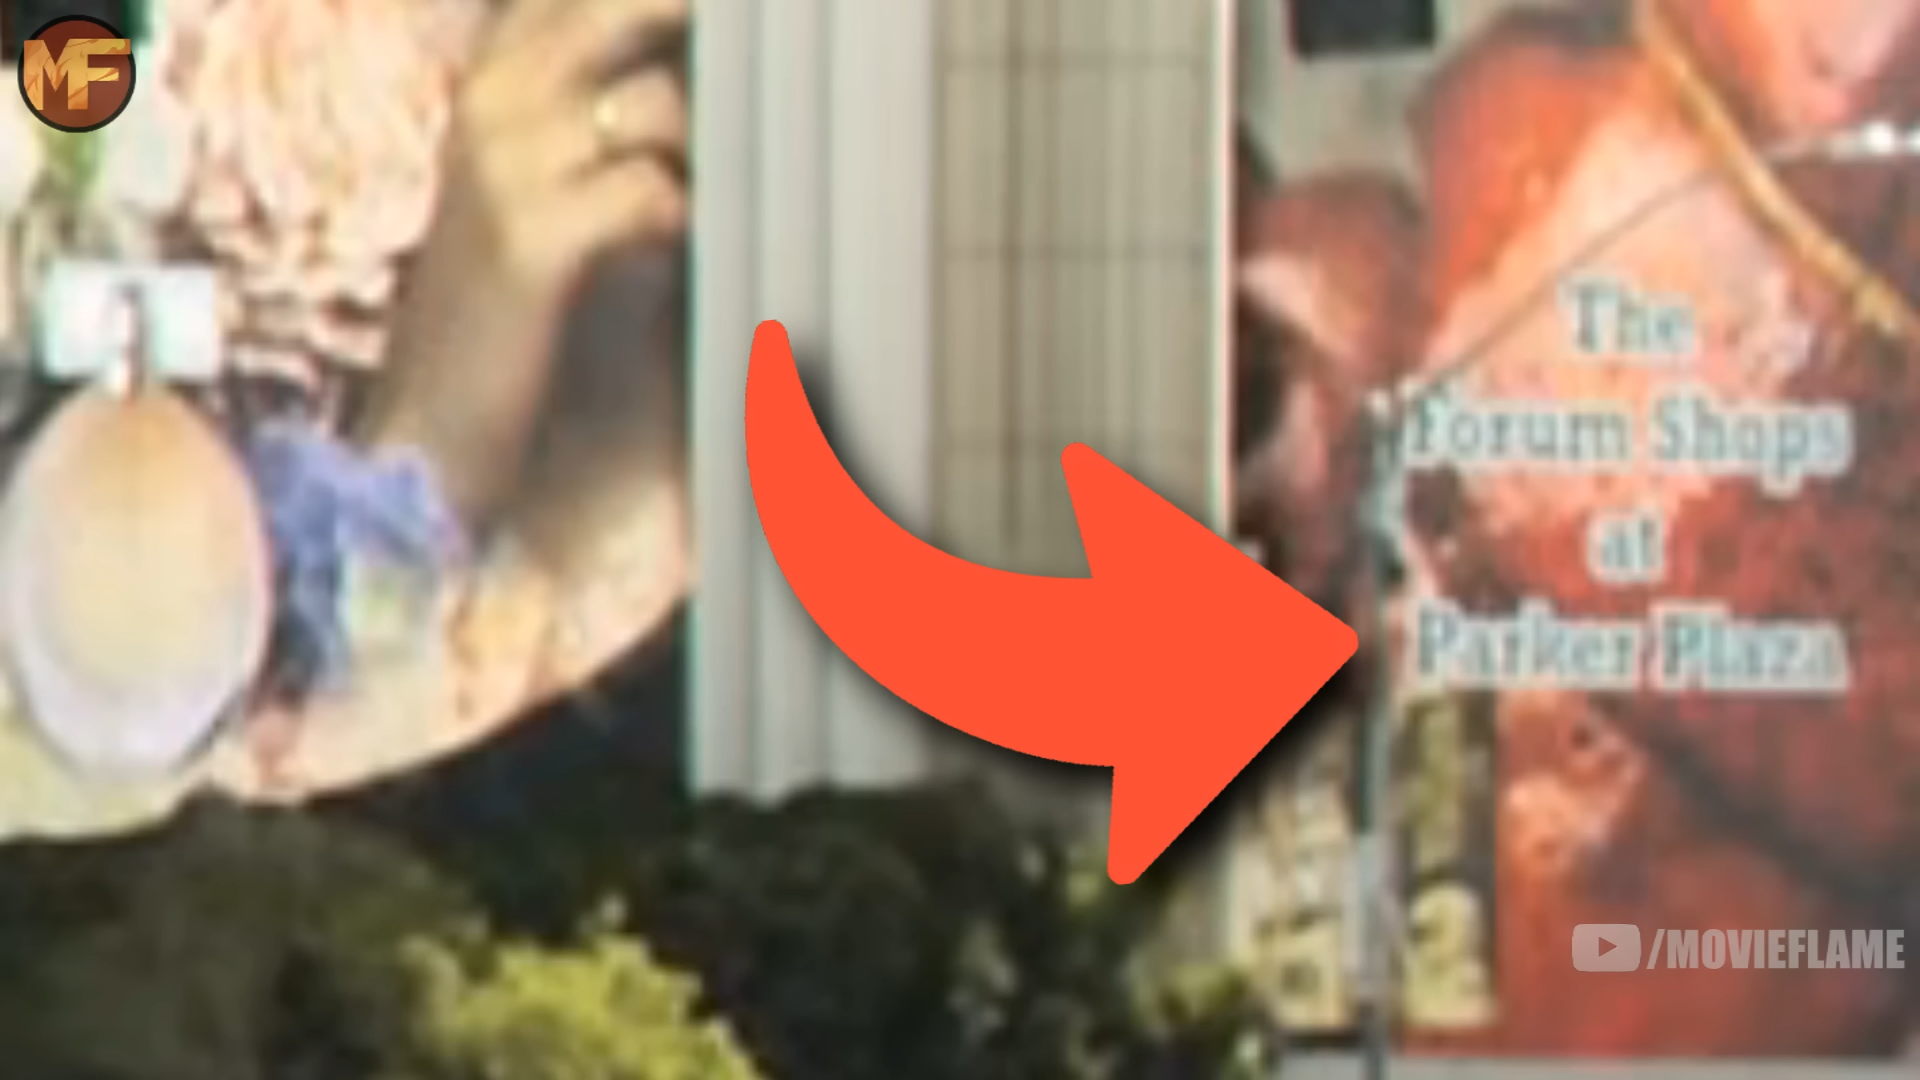 MF
The
Forum Shops
at
Parker Plaza
/MOVIEFLAME